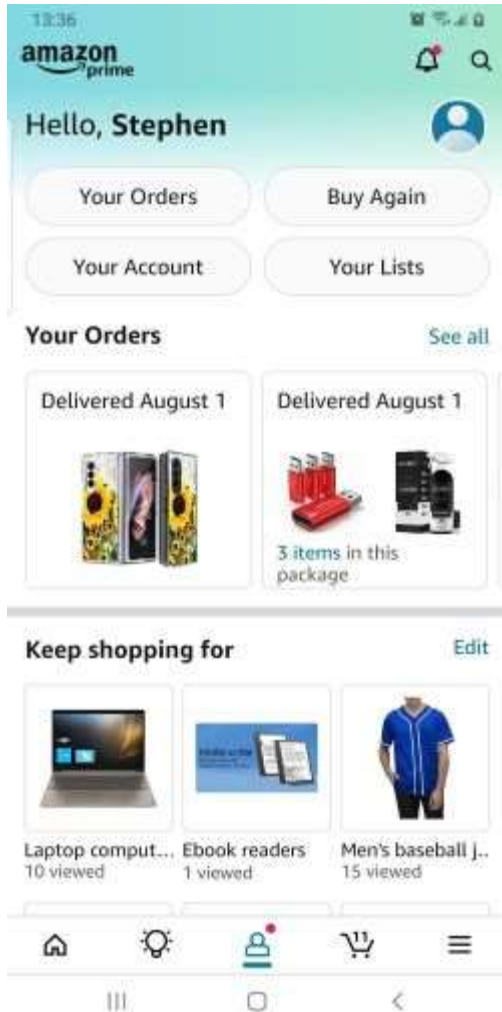 13:36
amazon
prime
Hello, Stephen
Your Orders
Buy Again
Your Account
Your Lists
Your Orders
See all
Delivered August 1
Delivered August 1
3 items in this
package
Keep shopping for
Edit
Laptop comput...
10 viewed
Ebook readers
1 viewed
Men's baseball j..
15 viewed
11